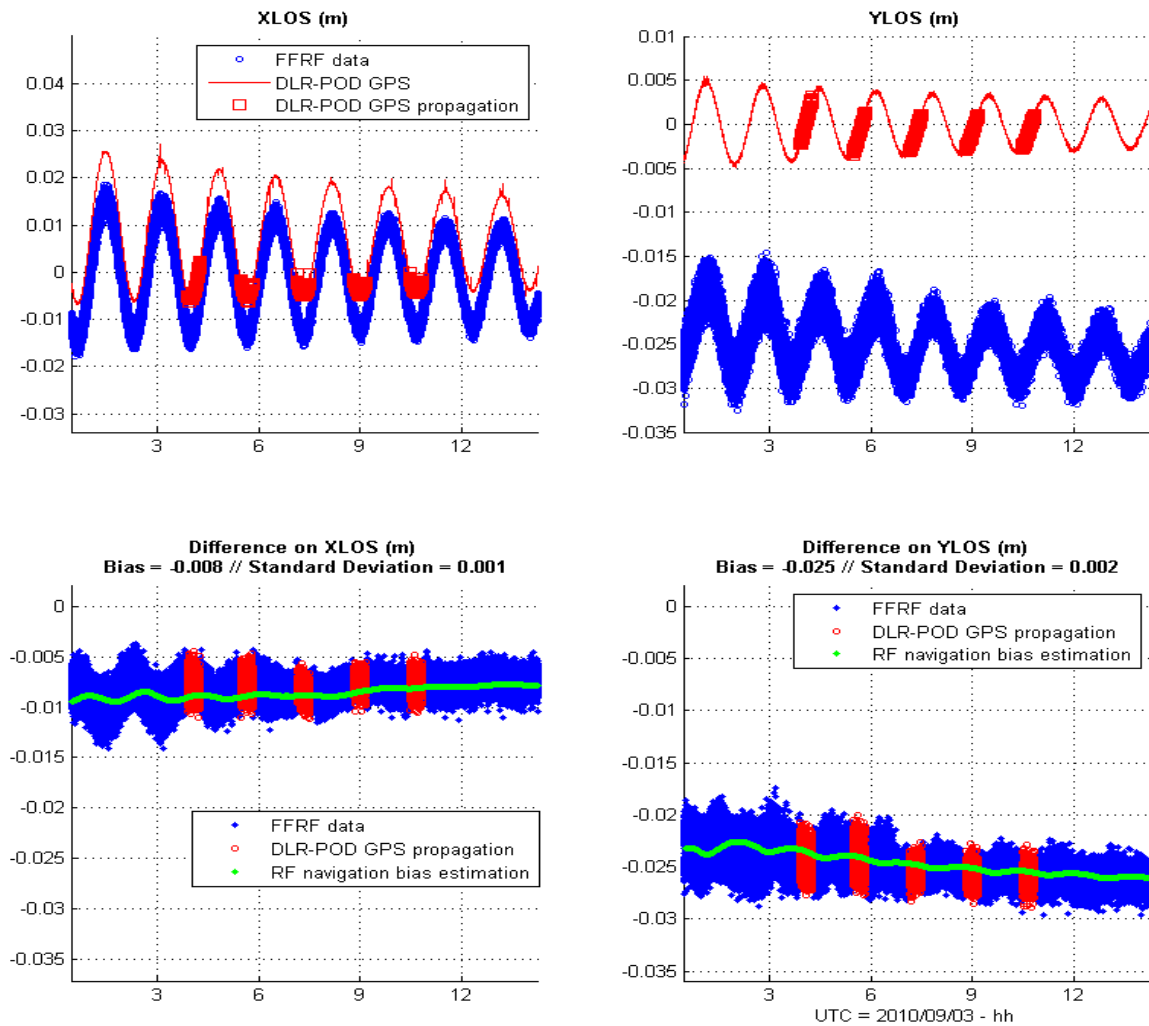 XLOS (m)
FFRF data
DLR-POD GPS
DLR-POD GPS propagation
0.04
0.03
0.02
0.01
0
-0.01
-0.02
-0.03
3 6 9 12
YLOS (m)
0.01
0.005
0
-0.005
-0.01
-0.015
-0.02
-0.025
-0.03
-0.035
3 6 9 12
Difference on XLOS (m)
Bias = -0.008 // Standard Deviation = 0.001
0
-0.005
-0.01
-0.015
-0.02
-0.025
-0.03
-0.035
FFRF data
DLR-POD GPS propagation
RF navigation bias estimation
3 6 9 12
Difference on YLOS (m)
Bias = -0.025 // Standard Deviation = 0.002
FFRF data
DLR-POD GPS propagation
RF navigation bias estimation
0
-0.005
-0.01
-0.015
-0.02
-0.025
-0.03
-0.035
3 6 9 12
UTC = 2010/09/03 - hh